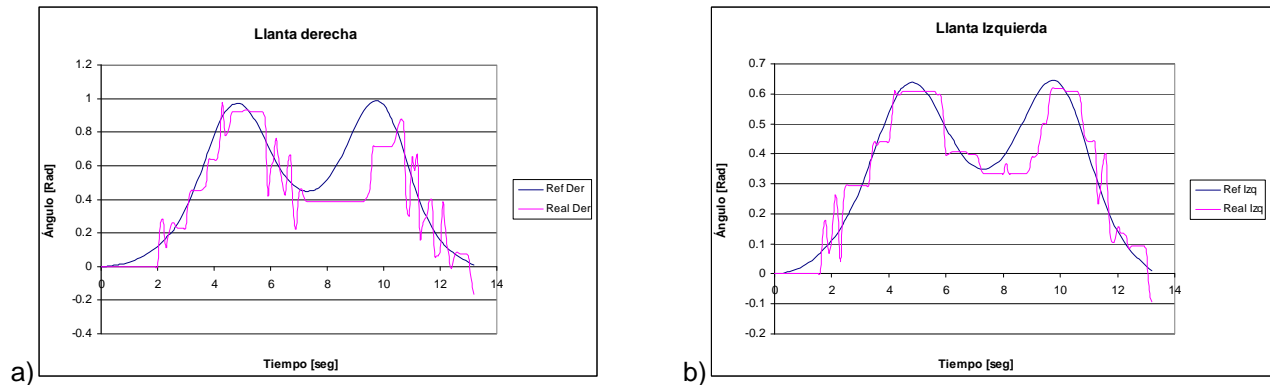 a)
Llanta derecha
Ángulo [Rad]
1.2
1
0.8
0.6
0.4
0.2
0
-0.2
-0.4
0 2 4 6 8 10 12 14
Tiempo [seg]
Ref Der
Real Der
b)
Llanta Izquierda
Ángulo [Rad]
0.7
0.6
0.5
0.4
0.3
0.2
0.1
0
-0.1
-0.2
0 2 4 6 8 10 12 14
Tiempo [seg]
Ref Izq
Real Izq